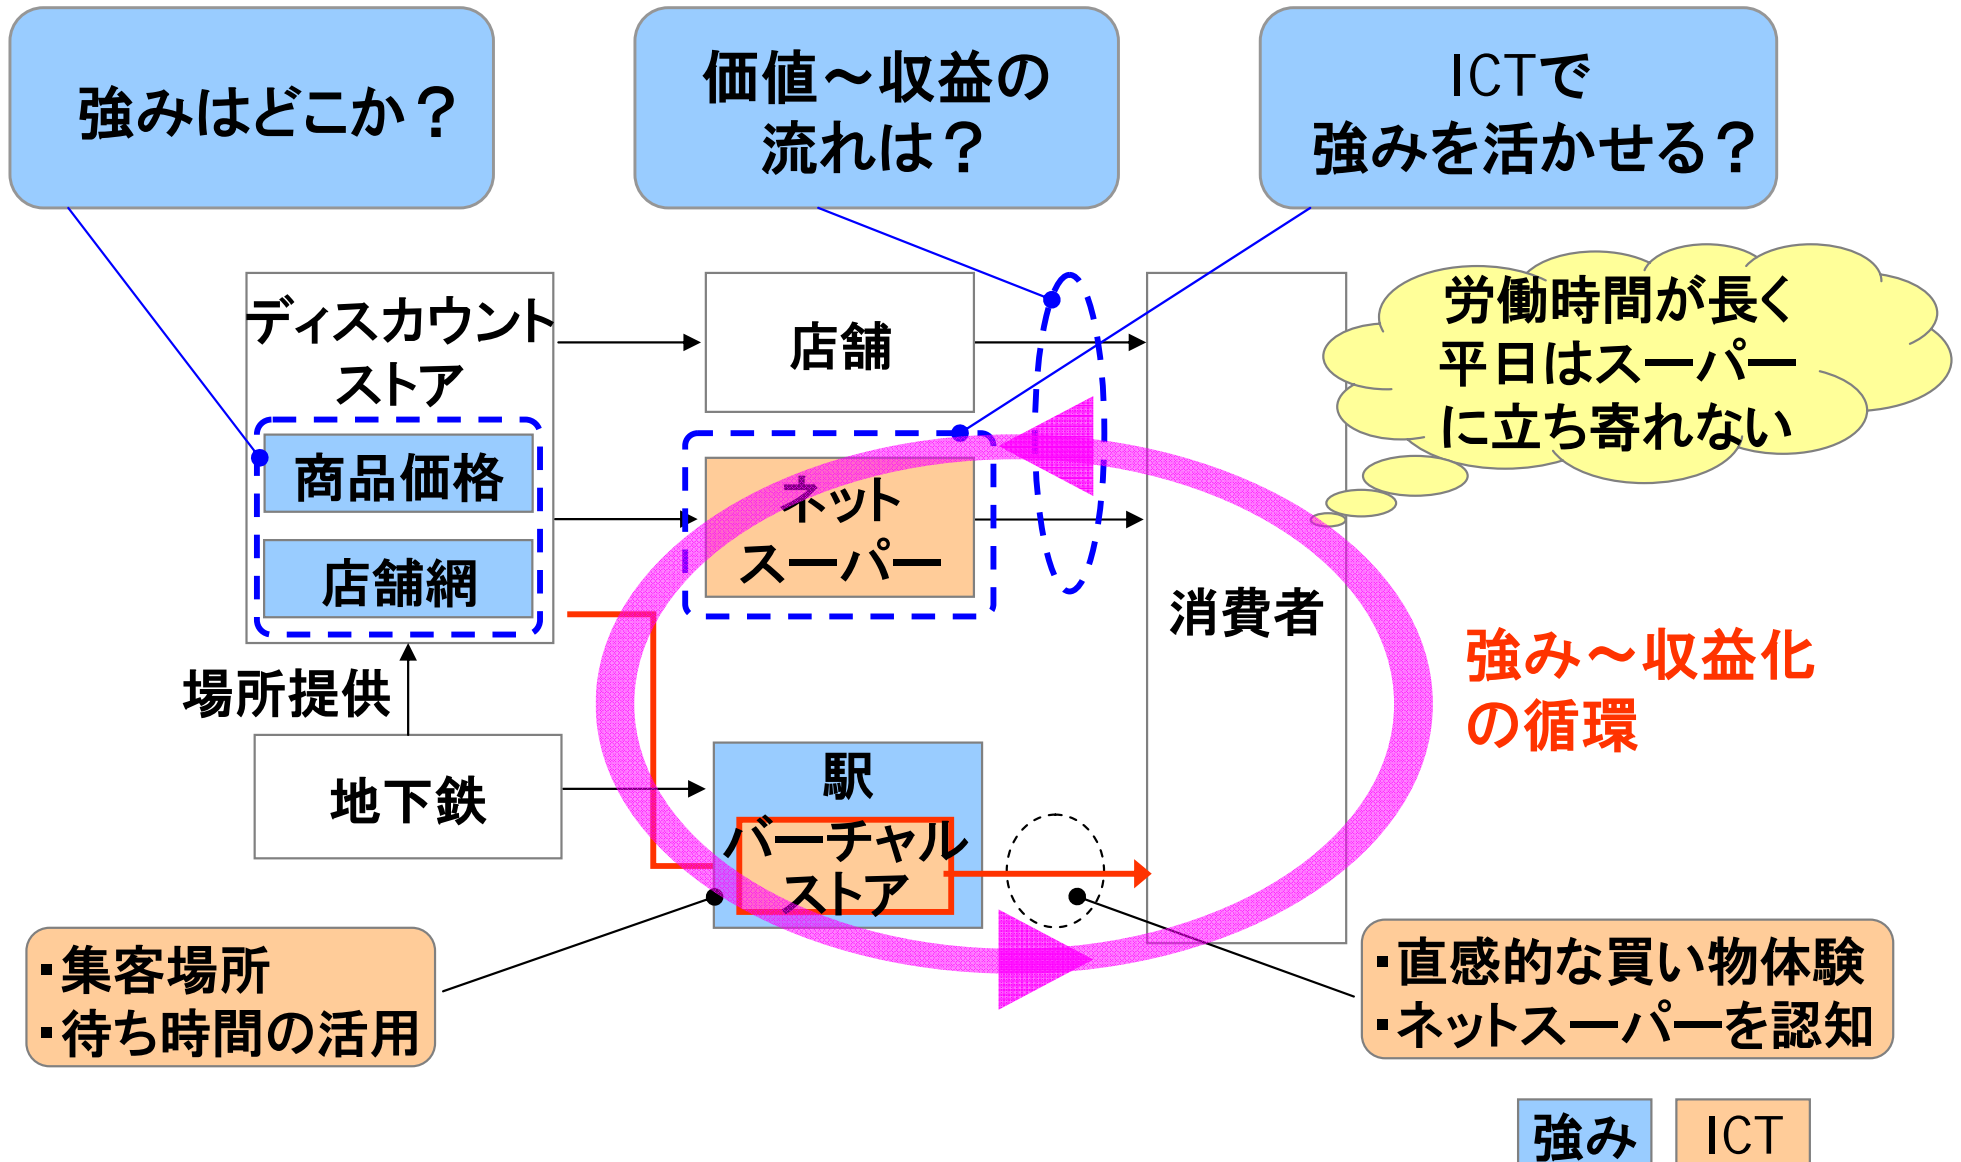 強みはどこか？
価値～収益の
流れは？
ICTで
強みを活かせる？
ディスカウント
ストア
商品価格
店舗網
店舗
ネット
スーパー
消費者
労働時間が長く
平日はスーパー
に立ち寄れない
場所提供
地下鉄
駅
バーチャル
ストア
強み～収益化
の循環
・集客場所
・待ち時間の活用
・直感的な買い物体験
・ネットスーパーを認知
強み
ICT